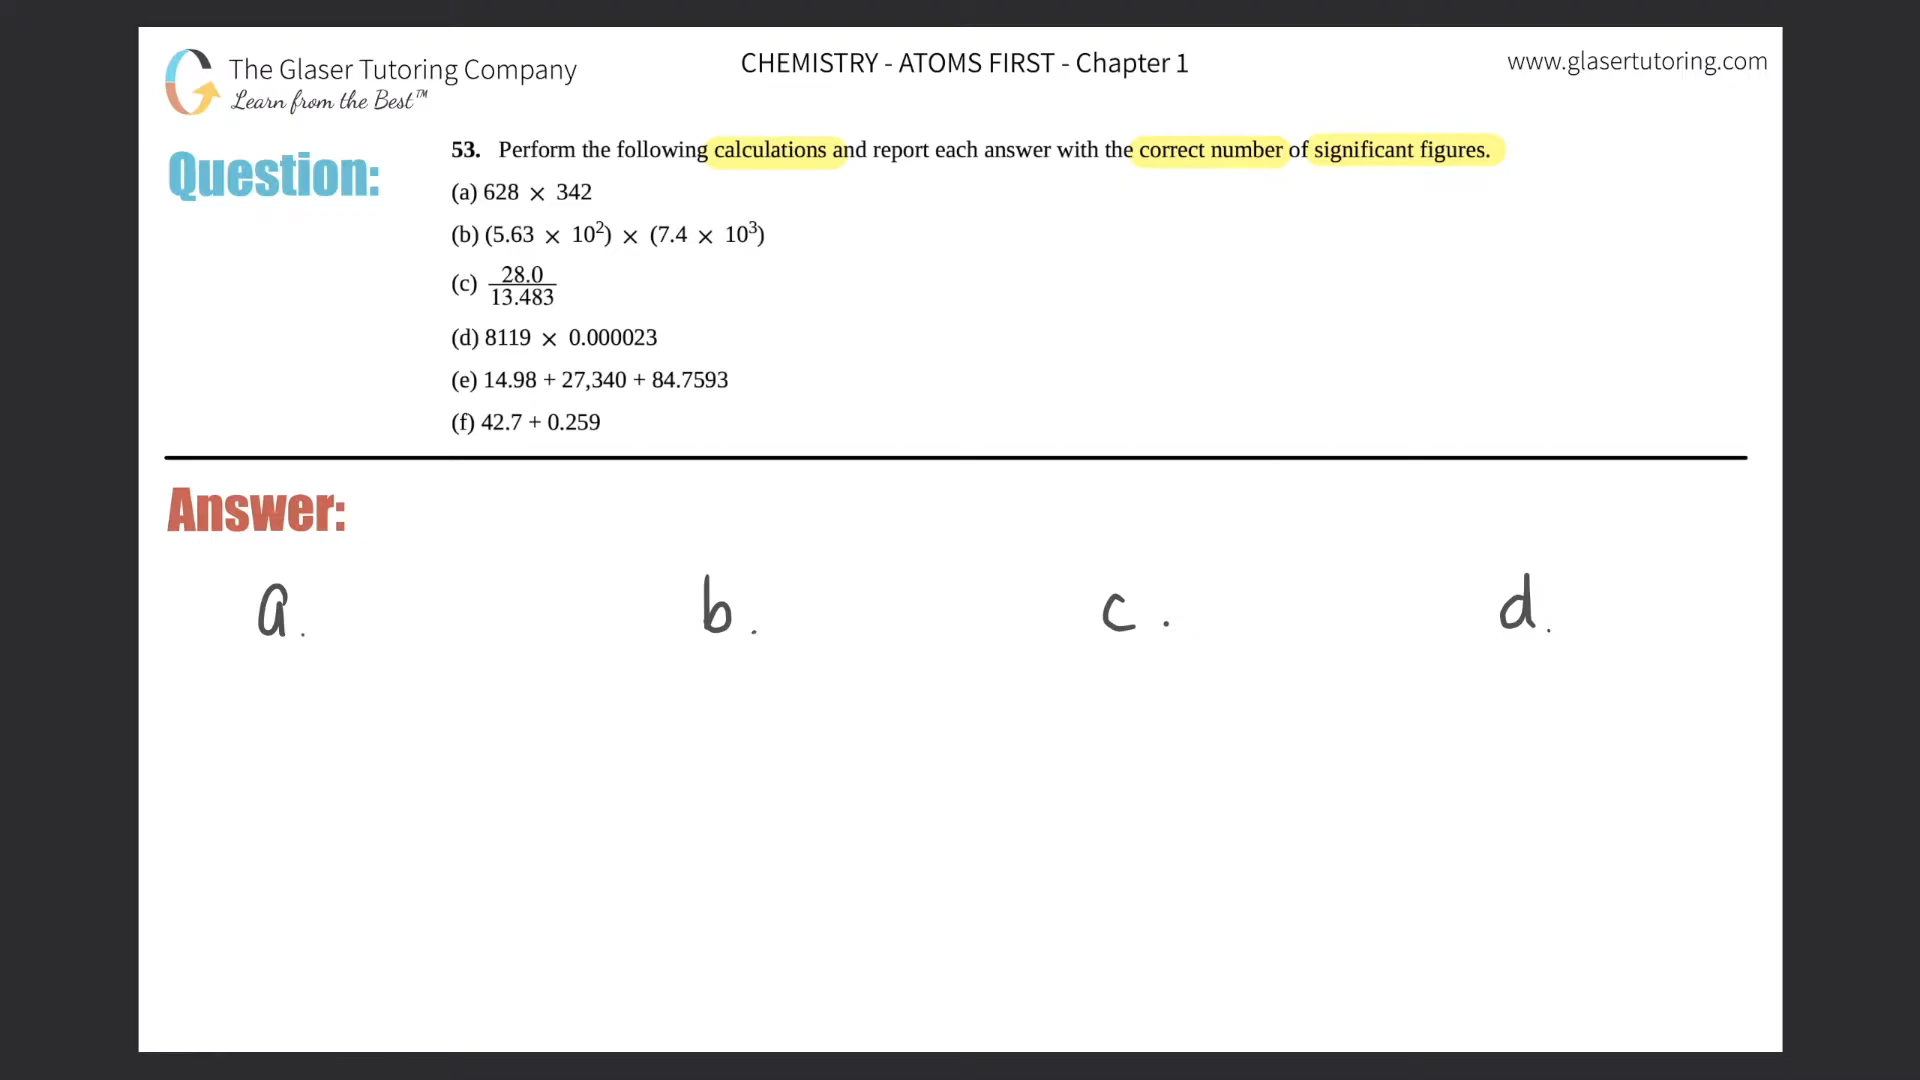 The Glaser Tutoring Company
Learn from the Best™
CHEMISTRY - ATOMS FIRST - Chapter 1
www.glasertutoring.com
Question:
53. Perform the following calculations and report each answer with the correct number of significant figures.
(a) 628 × 342
(b) (5.63 × 10²) × (7.4 × 10³)
(c) 28.0
13.483
(d) 8119 × 0.000023
(e) 14.98 + 27,340 + 84.7593
(f) 42.7 + 0.259
Answer:
a. b. c. d.